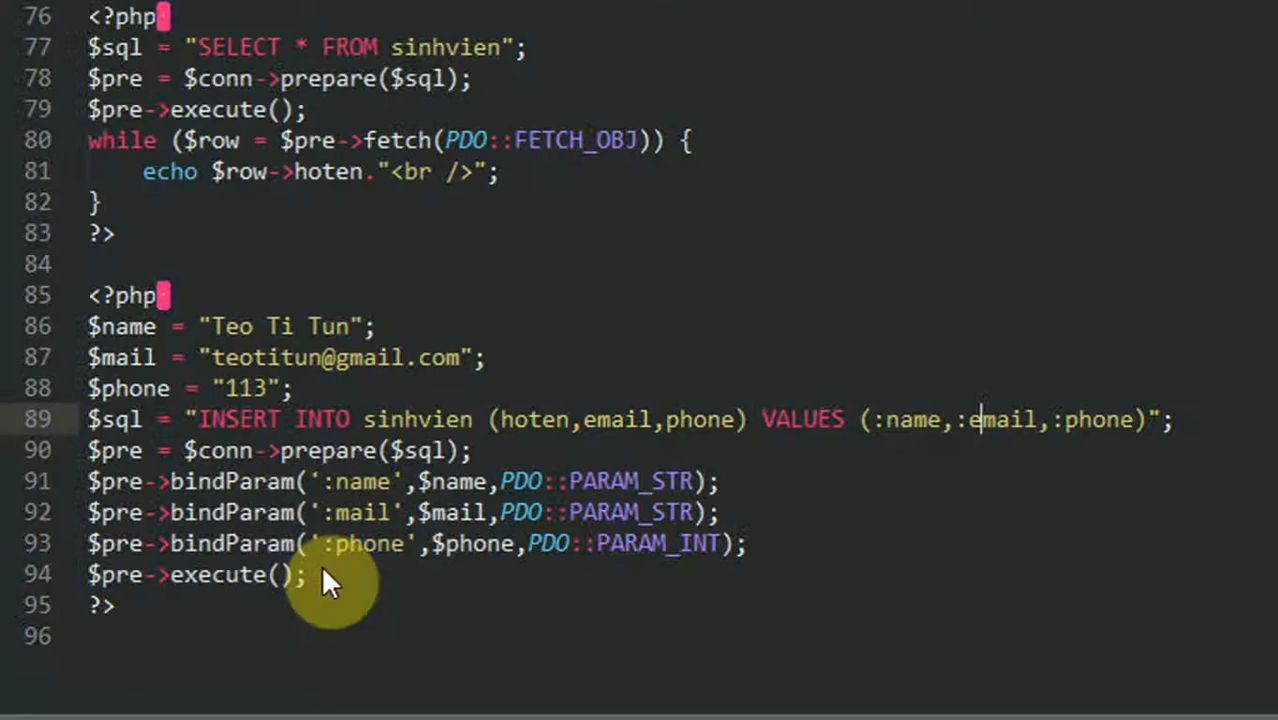 76 <?php
77 $sql = "SELECT * FROM sinhvien";
78 $pre = $conn->prepare($sql);
79 $pre->execute();
80 while ($row = $pre->fetch(PDO::FETCH_OBJ)) {
81     echo $row->hoten."<br />";
82 }
83 ?>
84
85 <?php
86 $name = "Teo Ti Tun";
87 $mail = "teotitun@gmail.com";
88 $phone = "113";
89 $sql = "INSERT INTO sinhvien (hoten,email,phone) VALUES (:name,:email,:phone)";
90 $pre = $conn->prepare($sql);
91 $pre->bindParam(':name',$name,PDO::PARAM_STR);
92 $pre->bindParam(':mail',$mail,PDO::PARAM_STR);
93 $pre->bindParam(':phone',$phone,PDO::PARAM_INT);
94 $pre->execute();
95 ?>
96